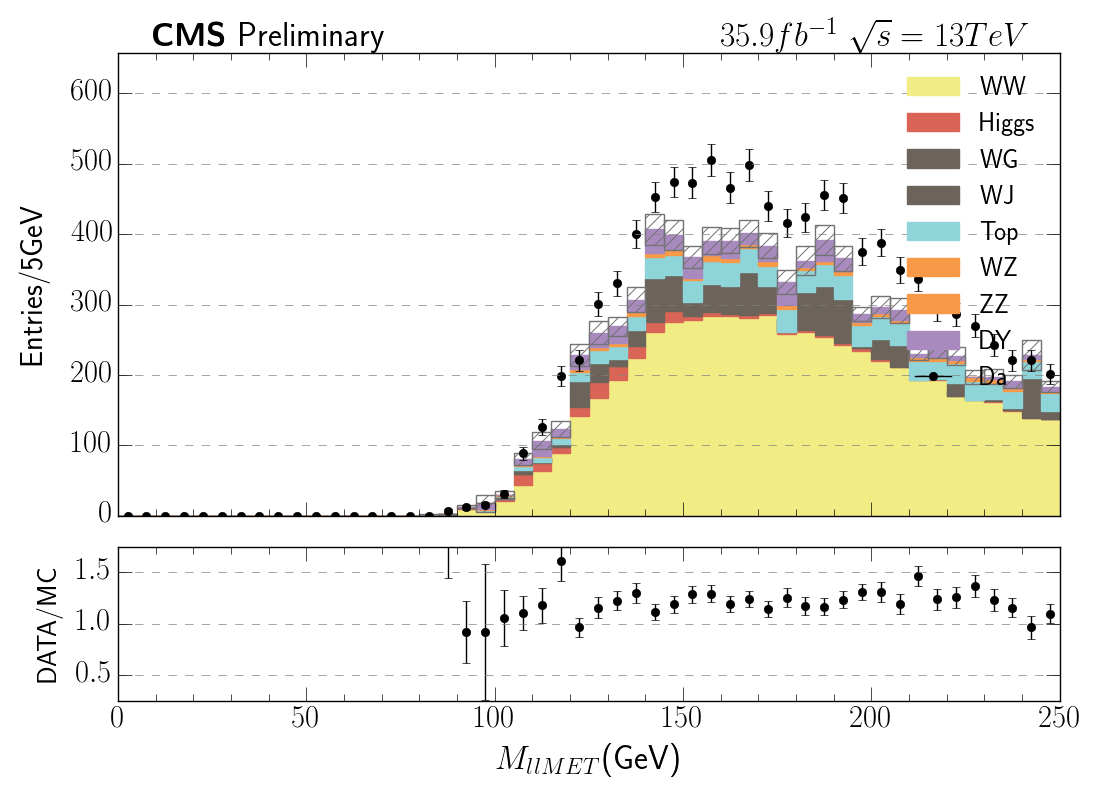 CMS Preliminary 35.9fb⁻¹ √s = 13TeV
Entries/5GeV
600
500
400
300
200
100
0
WW
Higgs
WG
WJ
Top
WZ
ZZ
DY
Da
DATA/MC
1.5
1.0
0.5
0 50 100 150 200 250
M_{llMET}(GeV)